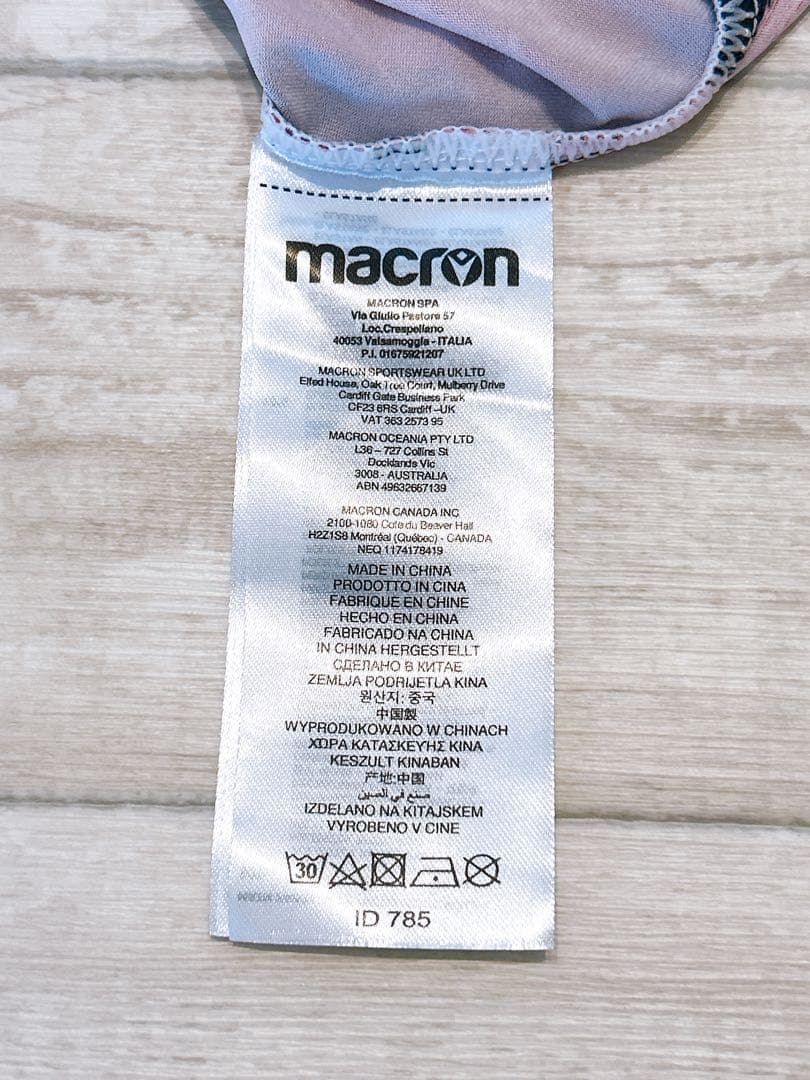 macron
MACRON SPA
Via Giulio Pastore 57
Loc.Crespellano
40053 Valsamoggia - ITALIA
P.I. 01675921207
MACRON SPORTSWEAR UK LTD
Elfed House, Oak Tree Court, Mulberry Drive
Cardiff Gate Business Park
CF23 8RS Cardiff -UK
VAT 363 2573 95
MACRON OCEANIA PTY LTD
L36 - 727 Collins St
Docklands Vic
3008 - AUSTRALIA
ABN 49632667139
MACRON CANADA INC
2100-1080 Cote du Beaver Hall
H2Z1S8 Montréal (Québec) - CANADA
NEQ 1174178419
MADE IN CHINA
PRODOTTO IN CINA
FABRIQUE EN CHINE
HECHO EN CHINA
FABRICADO NA CHINA
IN CHINA HERGESTELLT
СДЕЛАНО В КИТАЕ
ZEMLJA PODRIJETLA KINA
원산지: 중국
中国製
WYPRODUKOWANO W CHINACH
ΧΩΡΑ ΚΑΤΑΣΚΕΥΗΣ ΚΙΝΑ
KESZULT KINABAN
产地:中国
صنع في الصين
IZDELANO NA KITAJSKEM
VYROBENO V CINE
30
ID 785